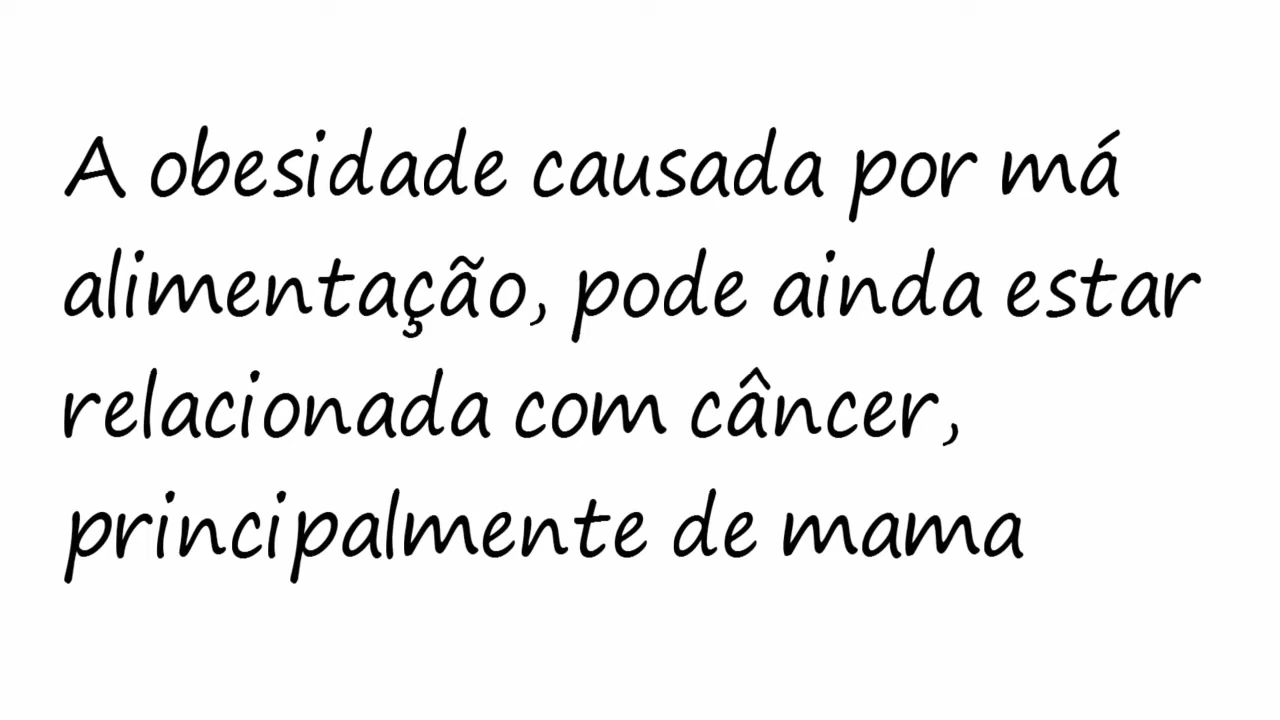 A obesidade causada por má
alimentação, pode ainda estar
relacionada com câncer,
principalmente de mama